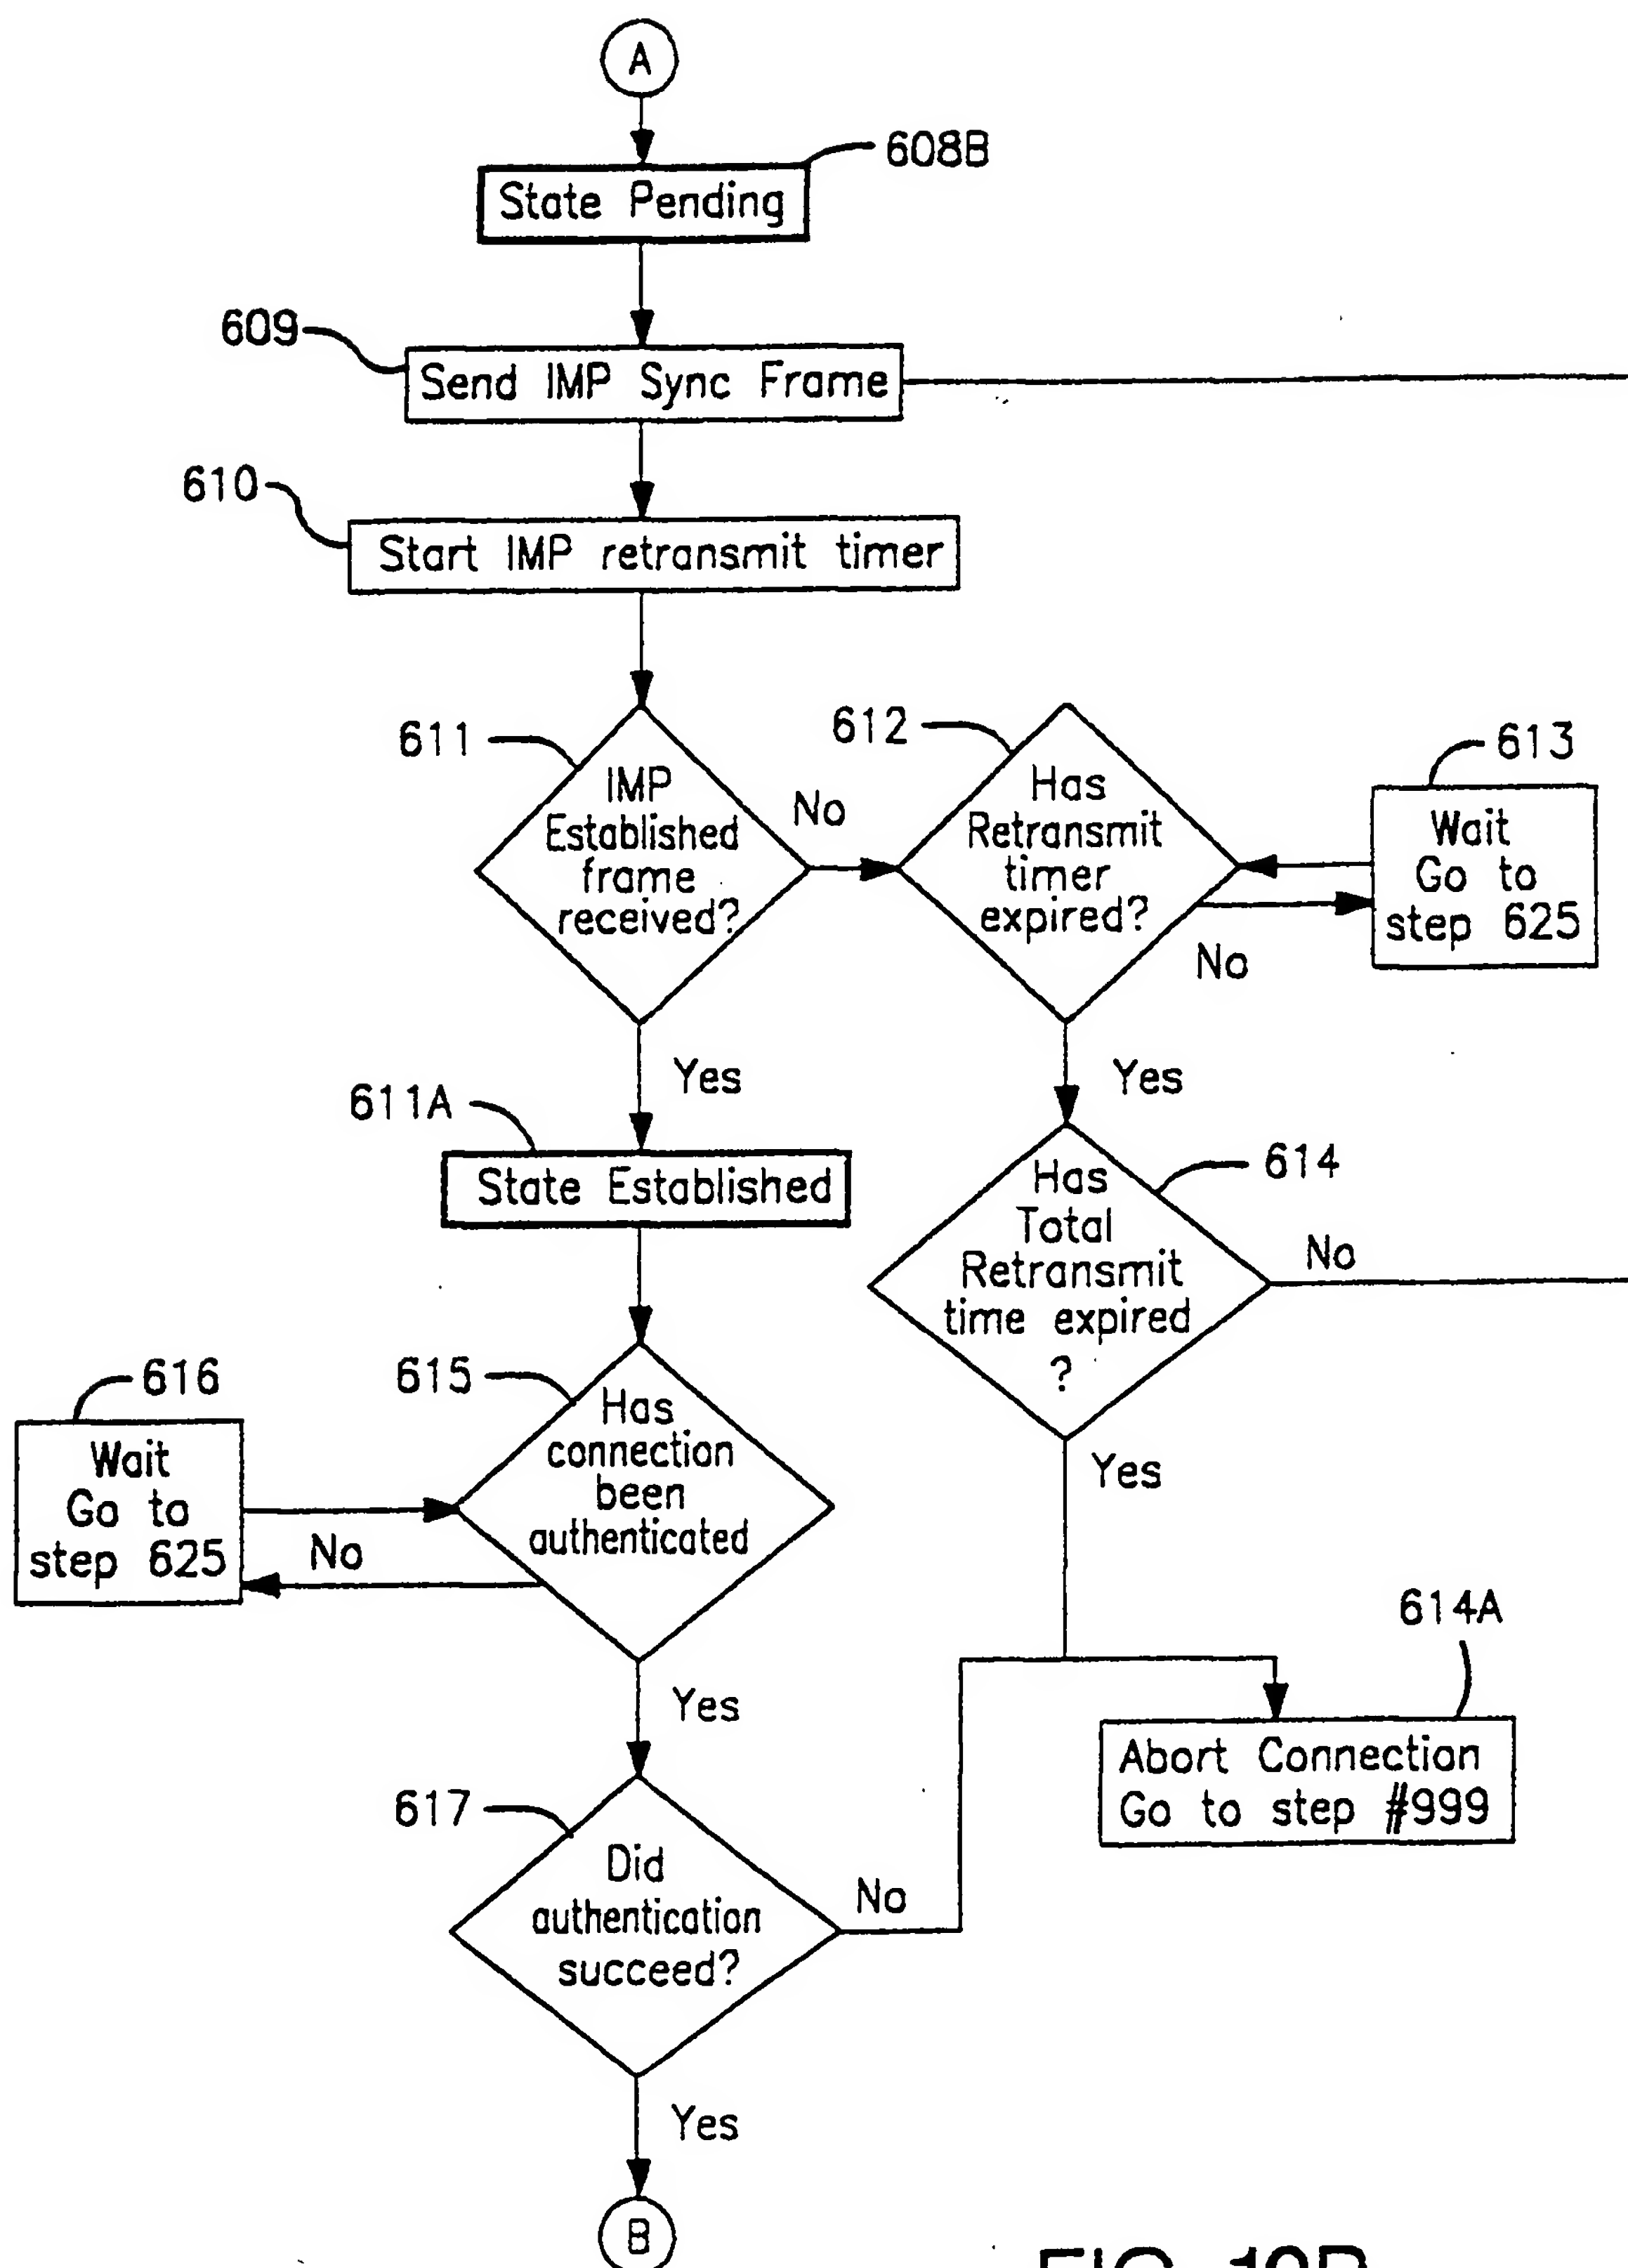 A
608B
State Pending
609
Send IMP Sync Frame
610
Start IMP retransmit timer
611
IMP
Established
frame
received?
No
612
Has
Retransmit
timer
expired?
No
613
Wait
Go to
step 625
Yes
Yes
611A
State Established
614
Has
Total
Retransmit
time expired
?
No
Yes
616
Wait
Go to
step 625
No
615
Has
connection
been
authenticated
Yes
614A
Abort Connection
Go to step #999
617
Did
authentication
succeed?
No
Yes
B